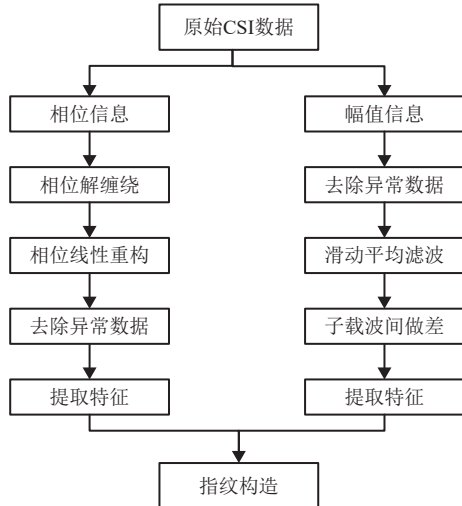 原始CSI数据
相位信息
幅值信息
相位解缠绕
去除异常数据
相位线性重构
滑动平均滤波
去除异常数据
子载波间做差
提取特征
提取特征
指纹构造